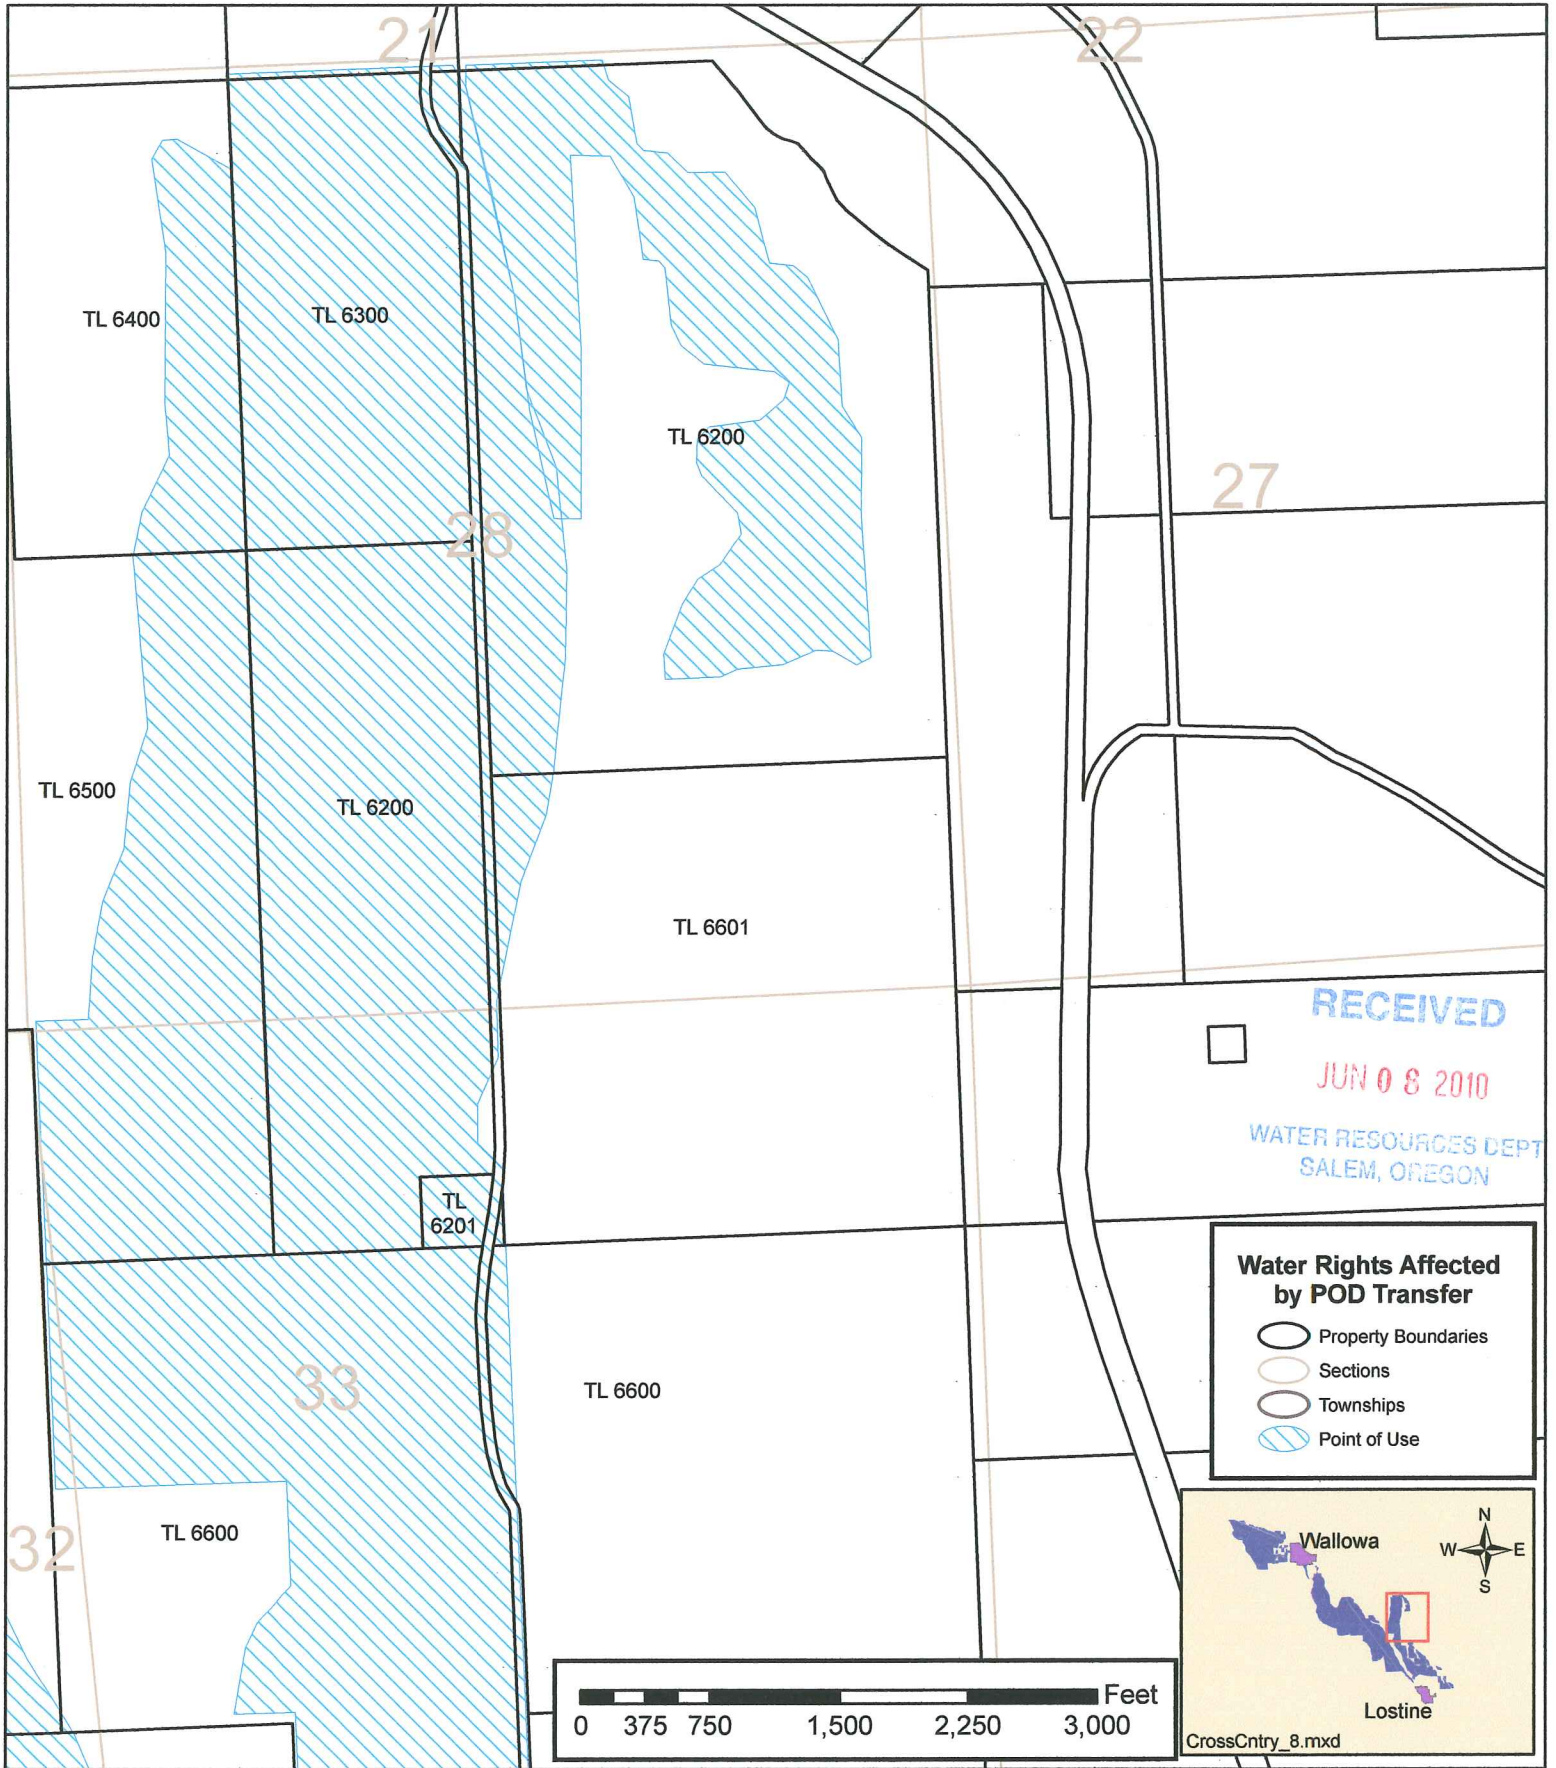 21
22
TL 6400
TL 6300
TL 6200
27
28
TL 6500
TL 6200
TL 6601
RECEIVED
JUN 08 2010
WATER RESOURCES DEPT
SALEM, OREGON
TL
6201
33
TL 6600
Water Rights Affected
by POD Transfer
Property Boundaries
Sections
Townships
Point of Use
TL 6600
32
Wallowa
N
W E
S
Lostine
CrossCntry_8.mxd
Feet
0 375 750 1,500 2,250 3,000